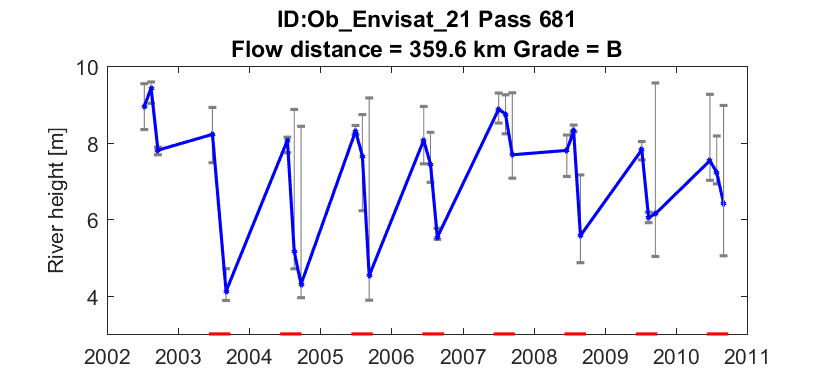 ID:Ob_Envisat_21 Pass 681
Flow distance = 359.6 km Grade = B
River height [m]
10
8
6
4
2002 2003 2004 2005 2006 2007 2008 2009 2010 2011